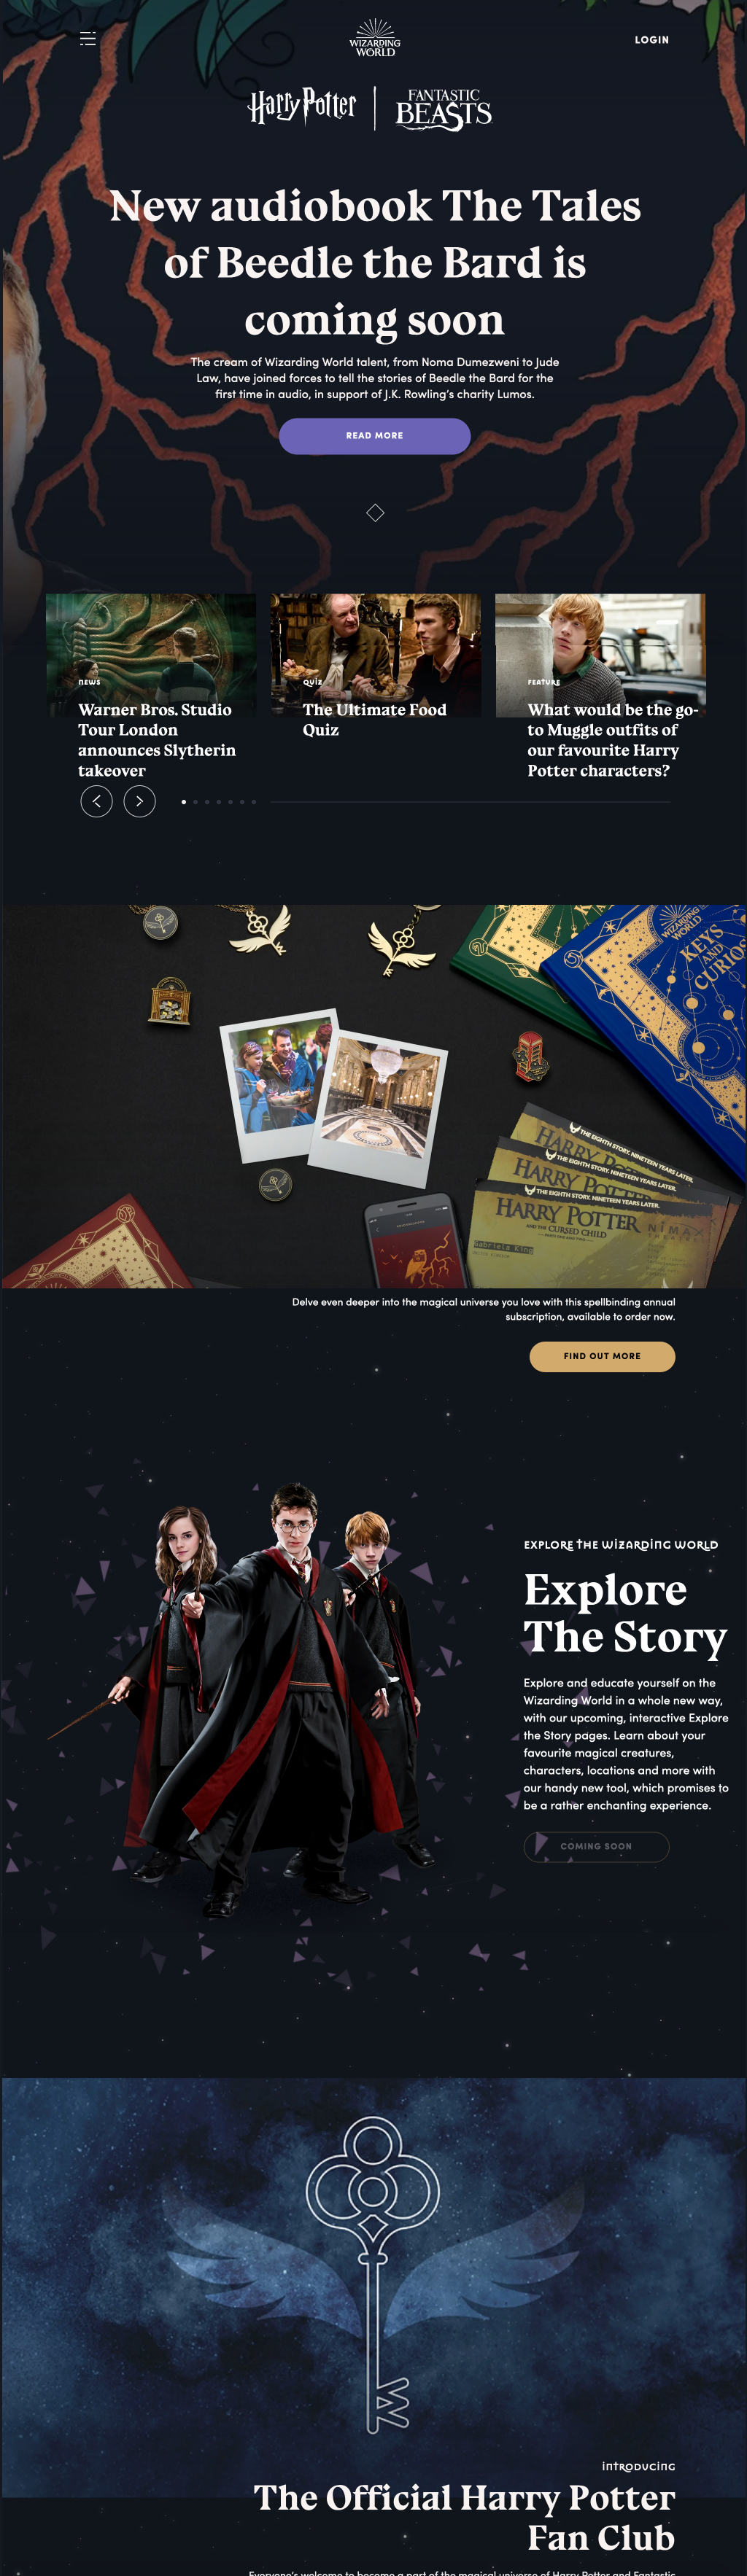 WIZARDING
WORLD
LOGIN
Harry Potter
FANTASTIC
BEASTS
New audiobook The Tales
of Beedle the Bard is
coming soon
The cream of Wizarding World talent, from Noma Dumezweni to Jude
Law, have joined forces to tell the stories of Beedle the Bard for the
first time in audio, in support of J.K. Rowling's charity Lumos.
READ MORE
NEWS
Warner Bros. Studio
Tour London
announces Slytherin
takeover
QUIZ
The Ultimate Food
Quiz
FEATURE
What would be the go-
to Muggle outfits of
our favourite Harry
Potter characters?
WIZARDING
WORLD
KEYS
AND
THE EIGHTH STORY. NINETEEN YEARS LATER.
HARRY
THE EIGHTH STORY. NINETEEN YEARS LATER.
HARRY
THE EIGHTH STORY. NINETEEN YEARS LATER.
HARRY POTTER
AND THE CURSED CHILD
Gabriela King
Delve even deeper into the magical universe you love with this spellbinding annual
subscription, available to order now.
FIND OUT MORE
EXPLORE THE WIZARDING WORLD
Explore
The Story
Explore and educate yourself on the
Wizarding World in a whole new way,
with our upcoming, interactive Explore
the Story pages. Learn about your
favourite magical creatures,
characters, locations and more with
our handy new tool, which promises to
be a rather enchanting experience.
COMING SOON
INTRODUCING
The Official Harry Potter
Fan Club
Everyone's welcome to become a part of the magical universe of Harry Potter and Fantastic